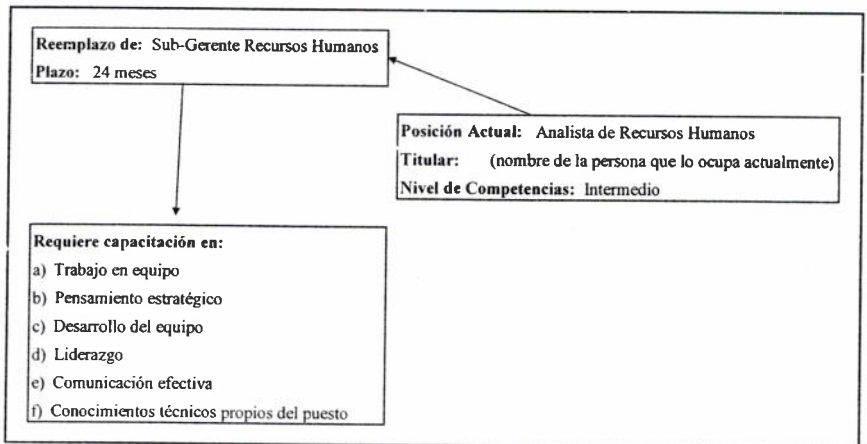 Reemplazo de: Sub-Gerente Recursos Humanos
Plazo: 24 meses
Posición Actual: Analista de Recursos Humanos
Titular: (nombre de la persona que lo ocupa actualmente)
Nivel de Competencias: Intermedio
Requiere capacitación en:
a) Trabajo en equipo
b) Pensamiento estratégico
c) Desarrollo del equipo
d) Liderazgo
e) Comunicación efectiva
f) Conocimientos técnicos propios del puesto